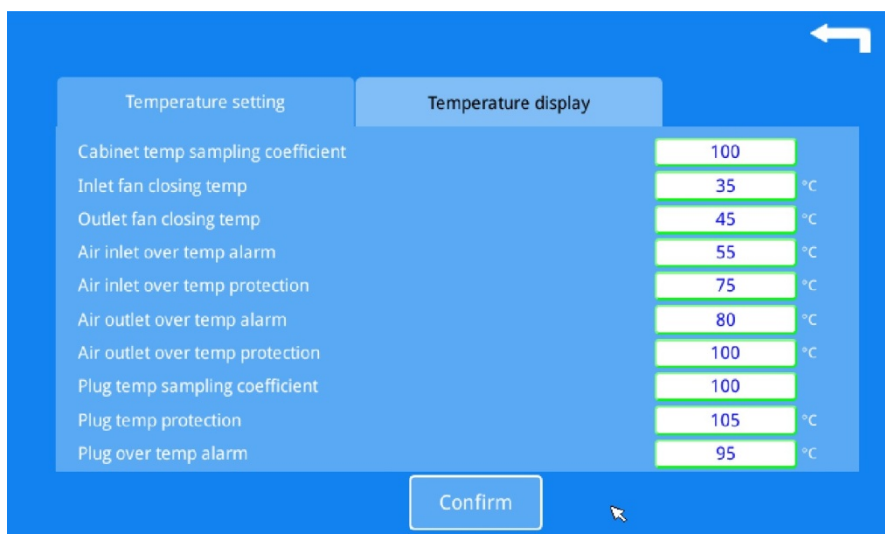 Temperature setting Temperature display
Cabinet temp sampling coefficient 100
Inlet fan closing temp 35 °C
Outlet fan closing temp 45 °C
Air inlet over temp alarm 55 °C
Air inlet over temp protection 75 °C
Air outlet over temp alarm 80 °C
Air outlet over temp protection 100 °C
Plug temp sampling coefficient 100
Plug temp protection 105 °C
Plug over temp alarm 95 °C
Confirm